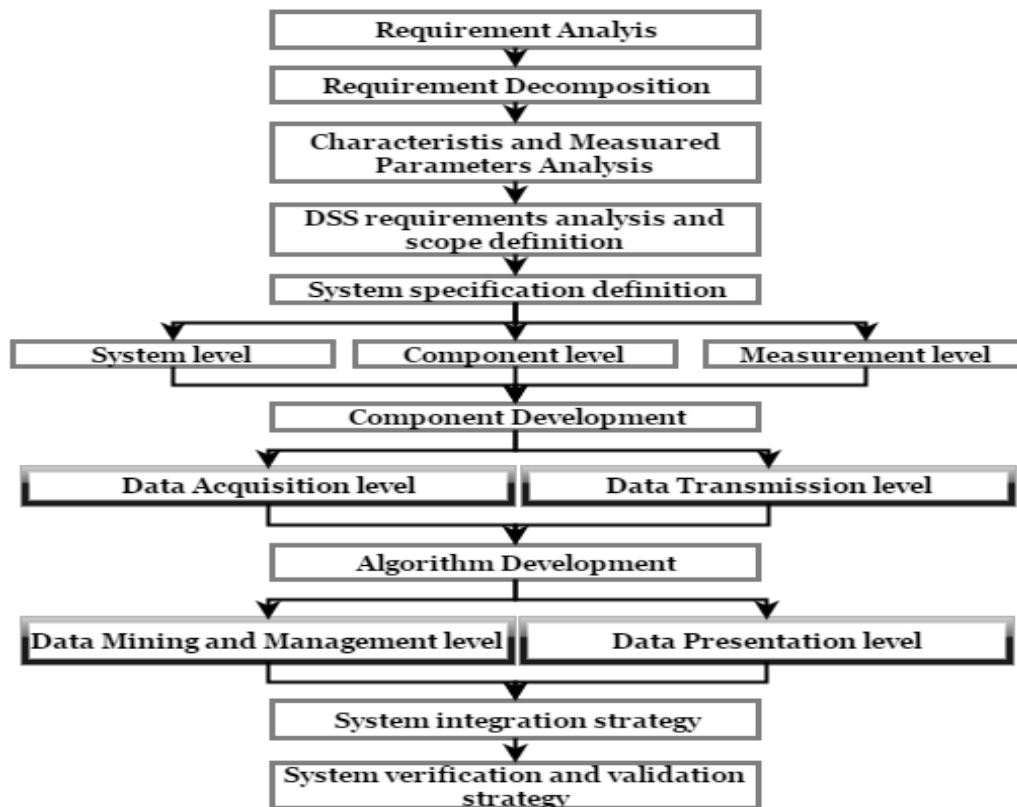 Requirement Analyis
Requirement Decomposition
Characteristis and Measuared
Parameters Analysis
DSS requirements analysis and
scope definition
System specification definition
System level
Component level
Measurement level
Component Development
Data Acquisition level
Data Transmission level
Algorithm Development
Data Mining and Management level
Data Presentation level
System integration strategy
System verification and validation
strategy